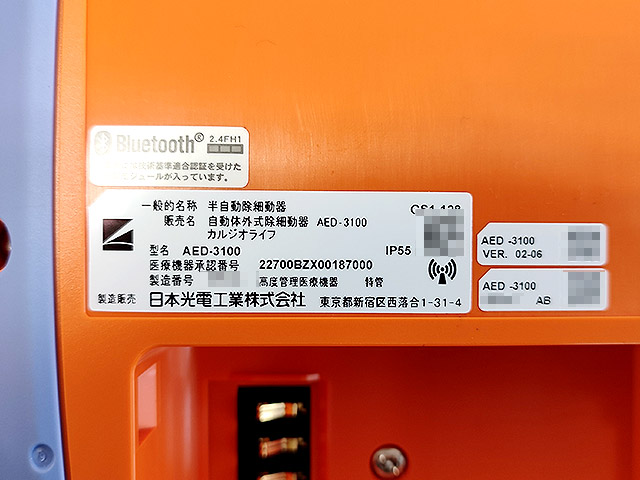 Bluetooth® 2.4FH1
技術基準適合認証を受けた
ジュールが入っています。
一般的名称 半自動除細動器
GS1-128
販売名 自動体外式除細動器 AED-3100
カルジオライフ
型名 AED-3100 IP55
医療機器承認番号 22700BZX00187000
製造番号 高度管理医療機器 特管
製造販売 日本光電工業株式会社 東京都新宿区西落合1-31-4
AED -3100
VER. 02-06
AED -3100
AB